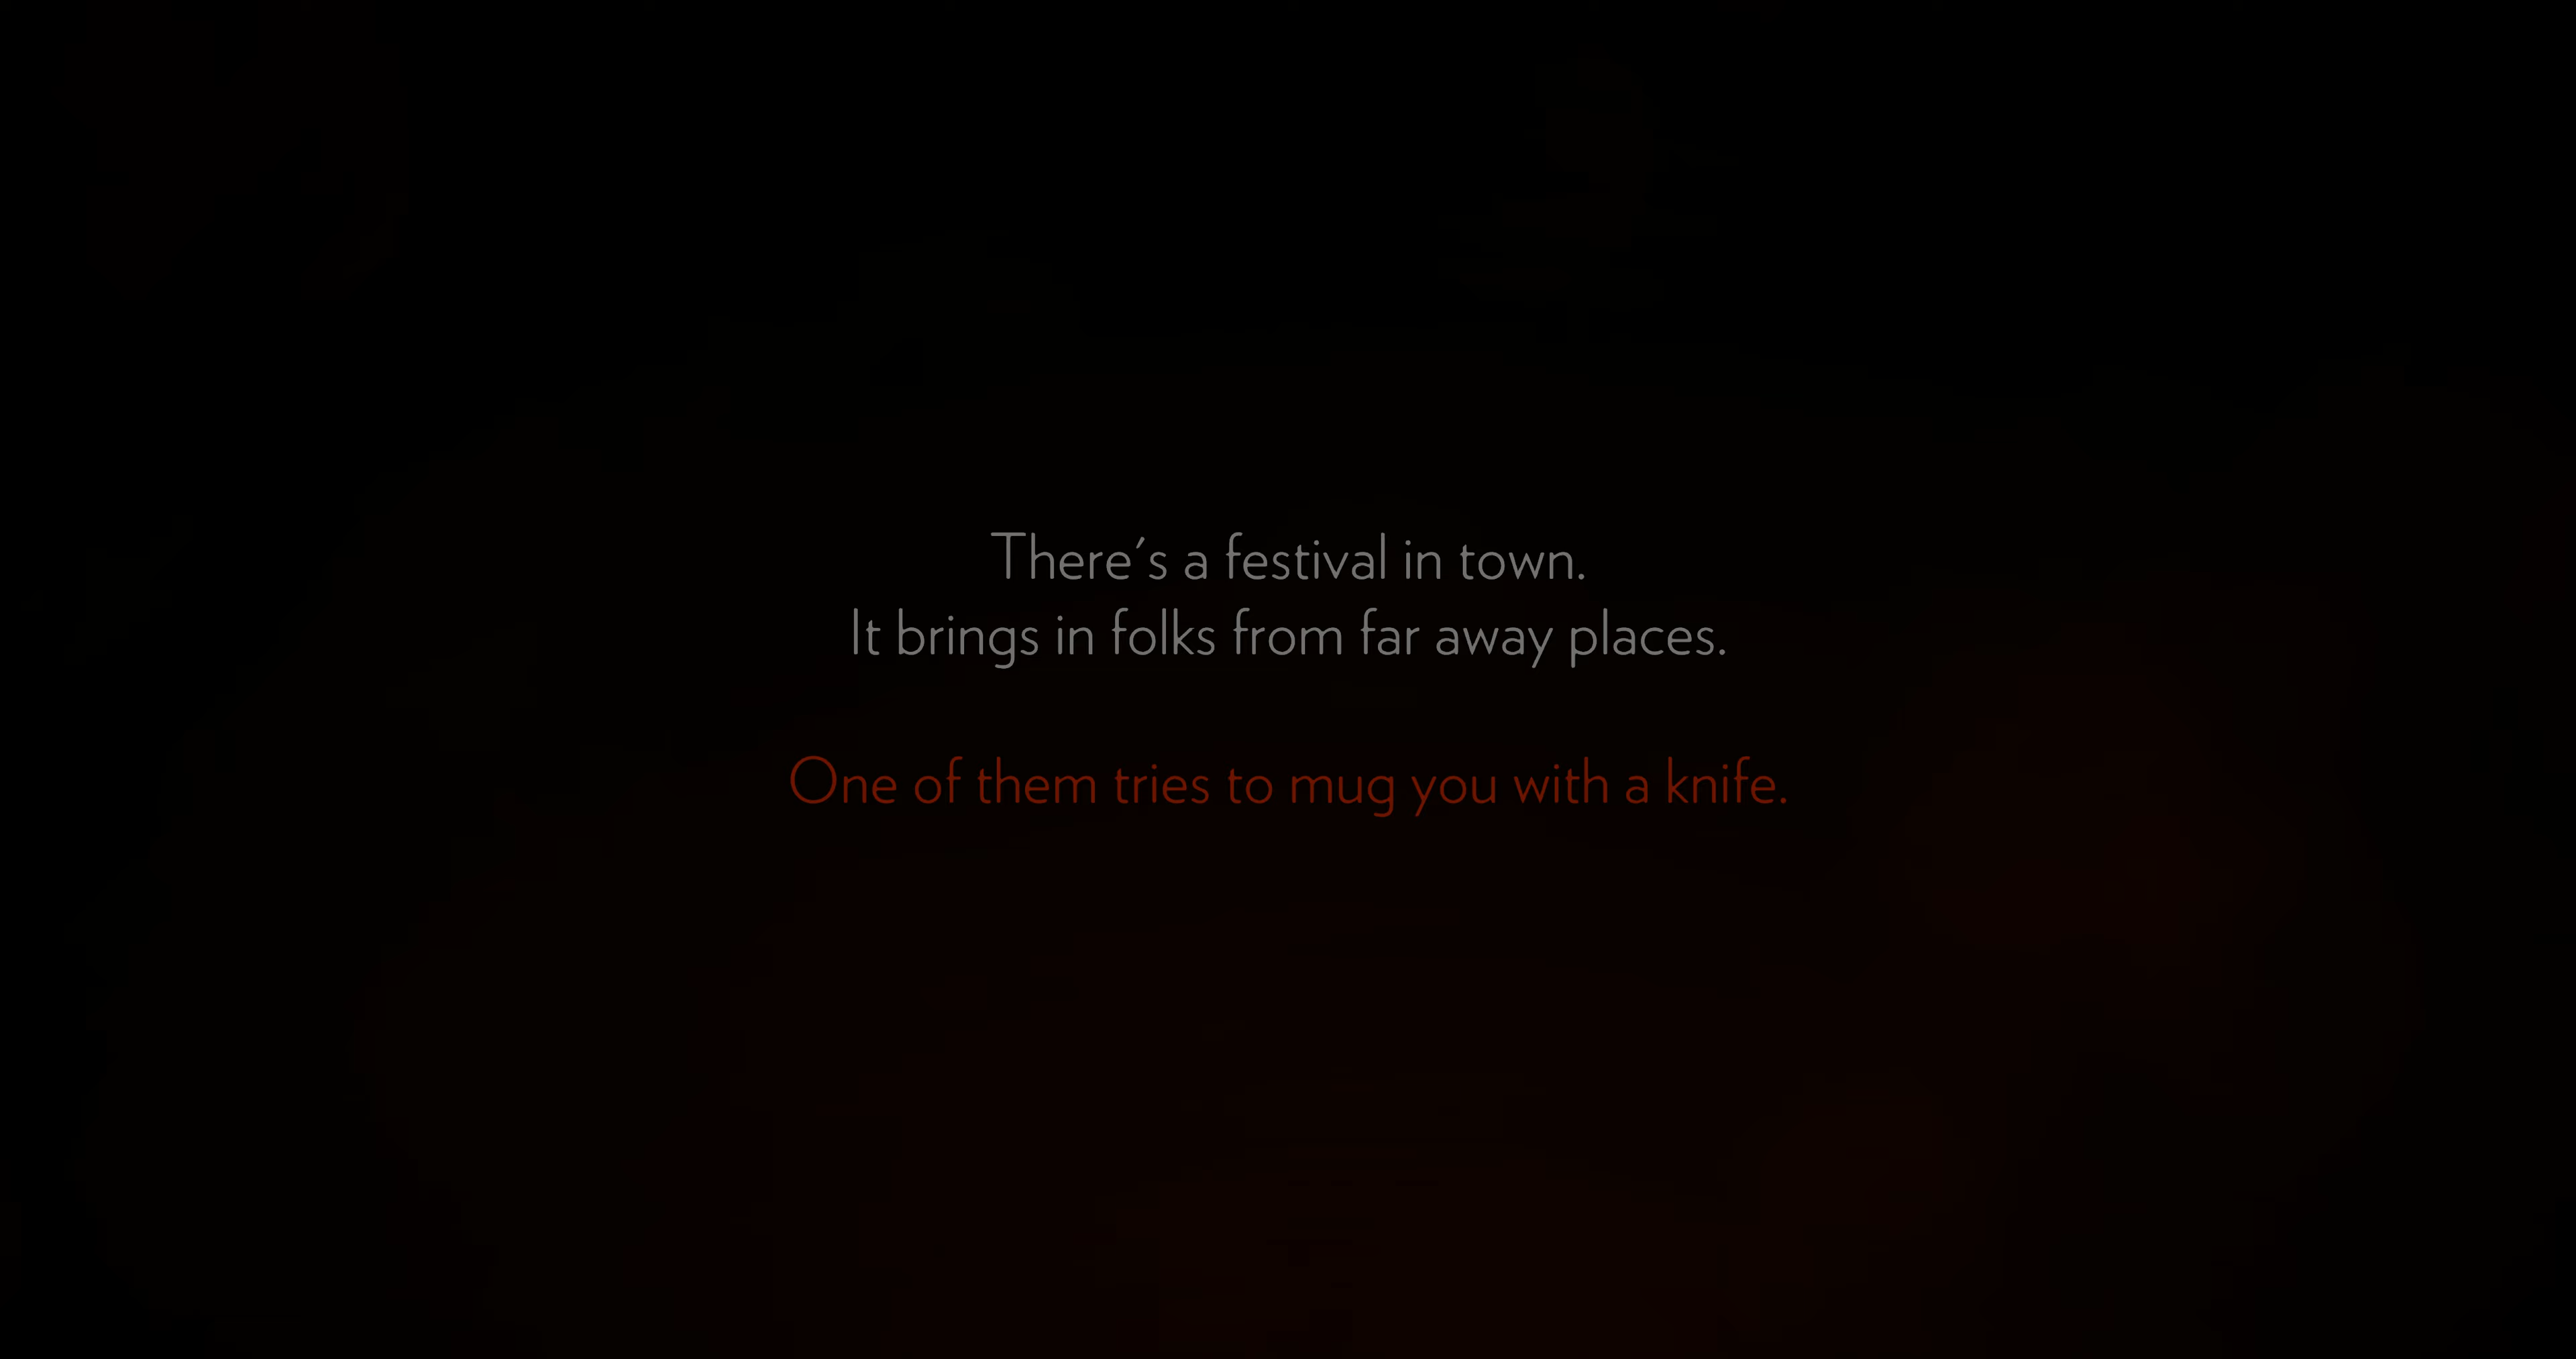 There's a festival in town.
It brings in folks from far away places.
One of them tries to mug you with a knife.